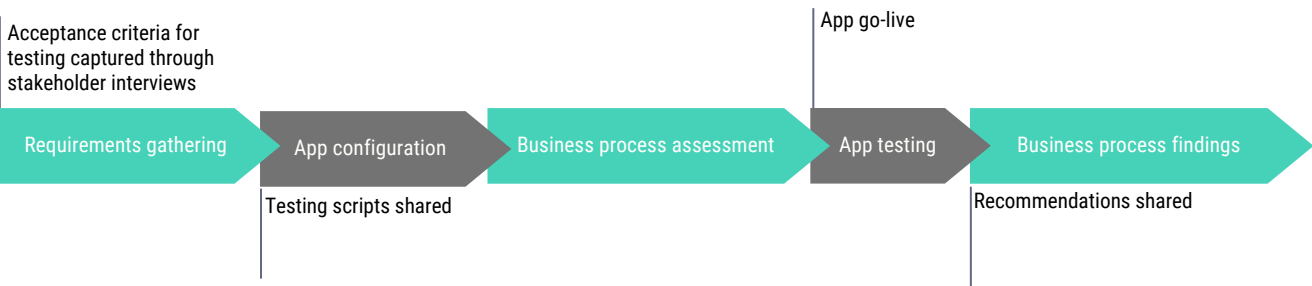 Acceptance criteria for
testing captured through
stakeholder interviews
App go-live
Requirements gathering
App configuration
Business process assessment
App testing
Business process findings
Testing scripts shared
Recommendations shared